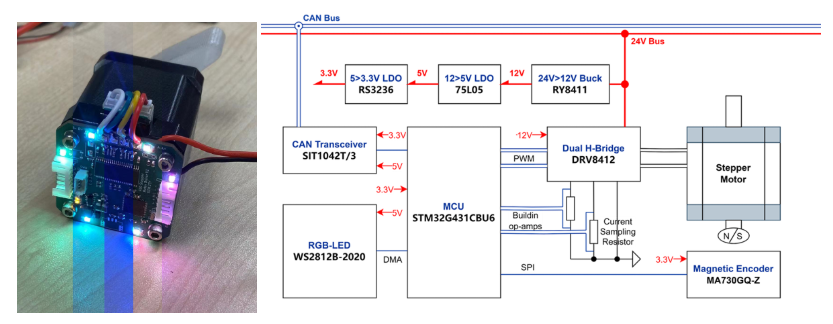 CAN Bus
24V Bus
3.3V
5>3.3V LDO
RS3236
5V
12>5V LDO
75L05
12V
24V>12V Buck
RY8411
CAN Transceiver
SIT1042T/3
3.3V
5V
3.3V
5V
RGB-LED
WS2812B-2020
DMA
MCU
STM32G431CBU6
12V
PWM
Dual H-Bridge
DRV8412
Buildin
op-amps
Current
Sampling
Resistor
SPI
Stepper
Motor
N/S
3.3V
Magnetic Encoder
MA730GQ-Z